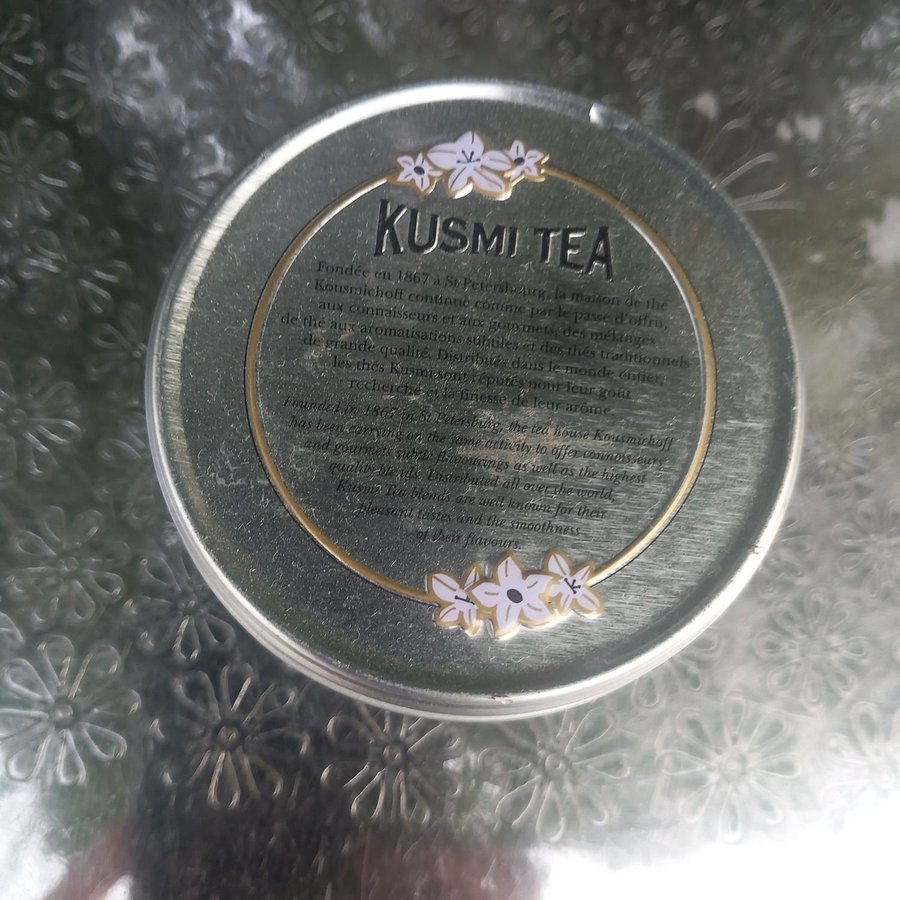 KUSMI TEA
Fondée en 1867 à St Petersbourg, la maison de thé
Kousmichoff continue comme par le passé d'offrir,
aux connaisseurs et aux gourmets, des mélanges
de thé aux aromatisations subtiles et des thés traditionnels
de grande qualité. Distribués dans le monde entier,
les thés Kusmi sont réputés pour leur goût
recherché et la finesse de leur arôme.
Founded in 1867 in St Petersburg, the tea house Kousmichoff
has been carrying on the same activity to offer connoisseurs
and gourmets subtle flavourings as well as the highest
quality blends. Distributed all over the world,
Kusmi Tea blends are well known for their
pleasant tastes and the smoothness
of their flavours.